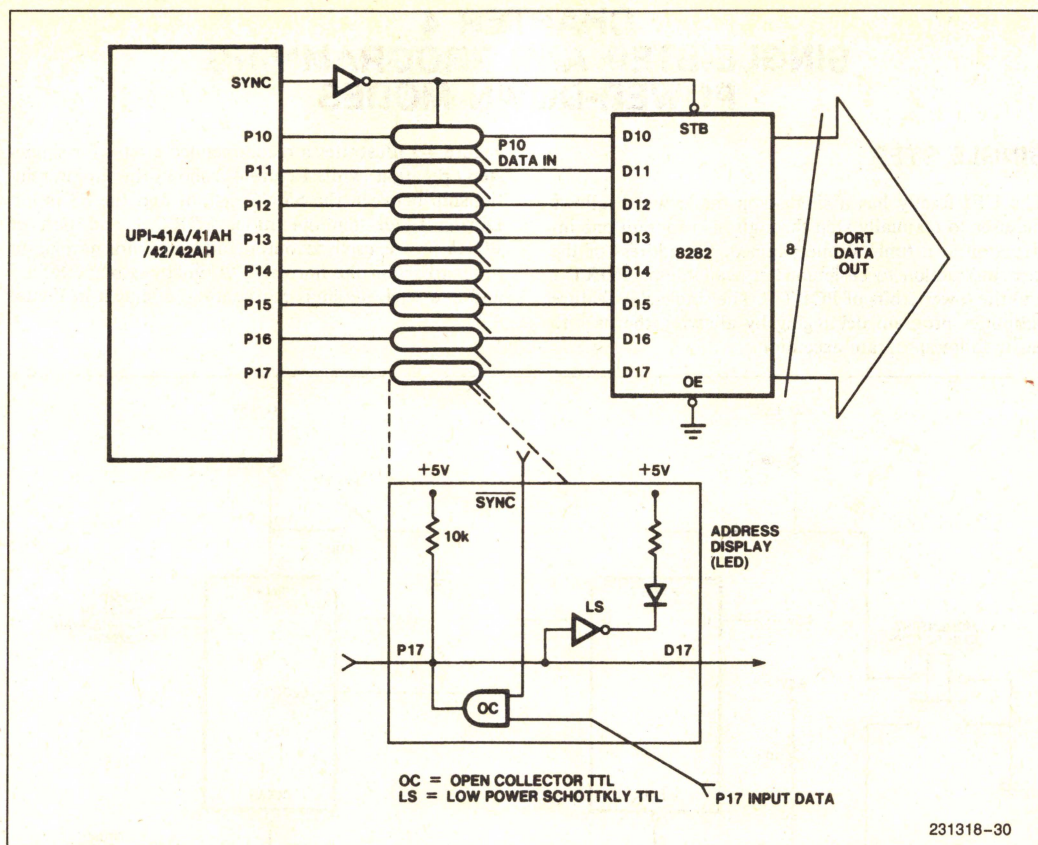 SYNC
P10
P11
P12
P13
P14
P15
P16
P17
UPI-41A/41AH
/42/42AH
P10
DATA IN
STB
D10
D11
D12
D13
D14
D15
D16
D17
8282
OE
8
PORT
DATA
OUT
+5V
SYNC
+5V
10k
ADDRESS
DISPLAY
(LED)
LS
P17
D17
OC
OC = OPEN COLLECTOR TTL
LS = LOW POWER SCHOTTKLY TTL
P17 INPUT DATA
231318-30